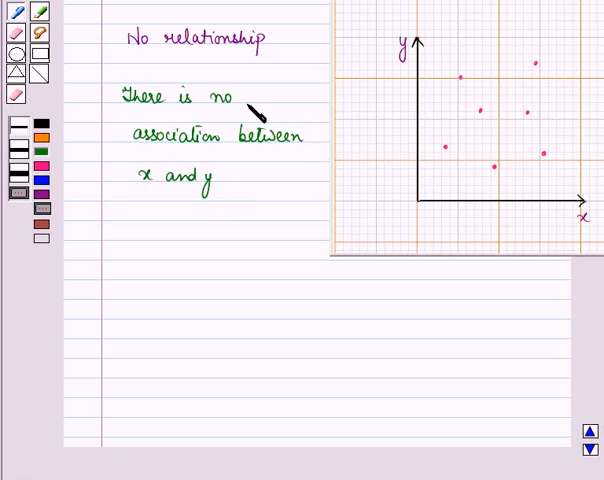 No relationship
There is no
association between
x and y
y
x